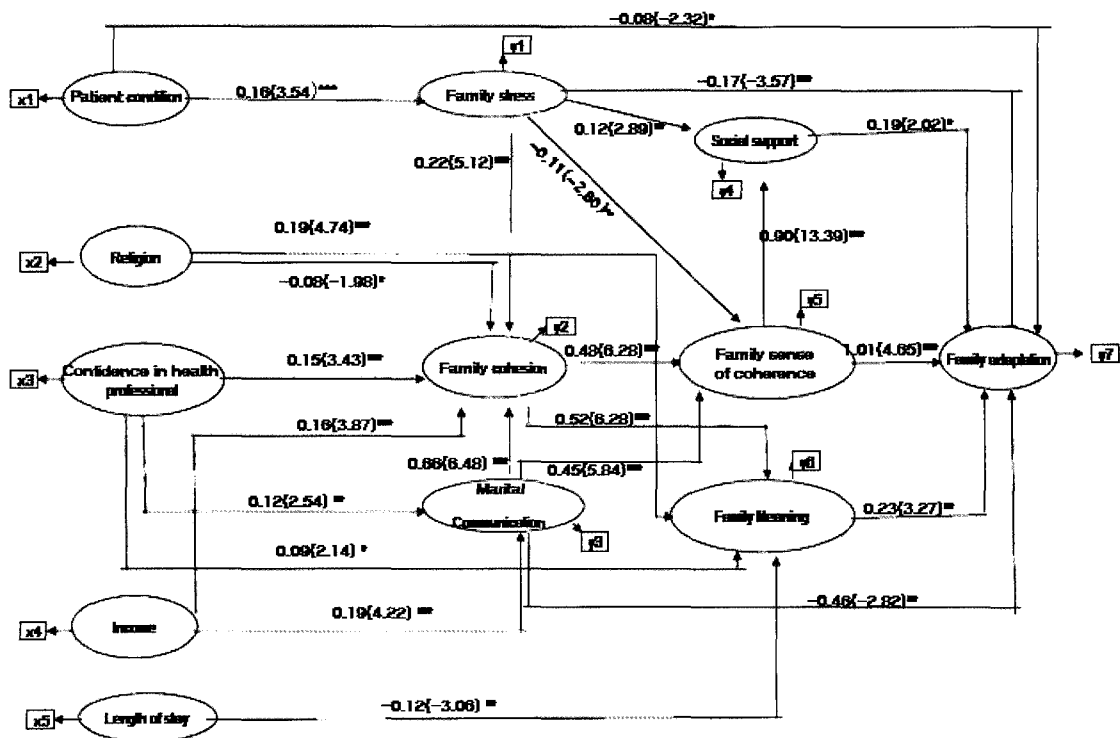 -0.08(-2.32)*
y1
x1
Patient condition
0.16(3.54)***
Family stress
-0.17(-3.57)***
0.12(2.89)**
Social support
0.19(2.02)*
0.22(5.12)***
-0.11(-2.80)**
y4
0.19(4.74)***
0.90(13.39)***
x2
Religion
-0.08(-1.98)*
y5
y2
x3
Confidence in health
professional
0.15(3.43)***
Family cohesion
0.48(6.28)***
Family sense
of coherence
1.01(4.65)***
Family adaptation
y7
0.16(3.87)***
0.52(6.28)***
0.66(6.48)***
0.45(5.84)***
y6
0.12(2.54)**
Marital
Communication
Family Meaning
0.23(3.27)**
y3
0.09(2.14)*
-0.46(-2.82)**
x4
Income
0.19(4.22)***
x5
Length of stay
-0.12(-3.06)**